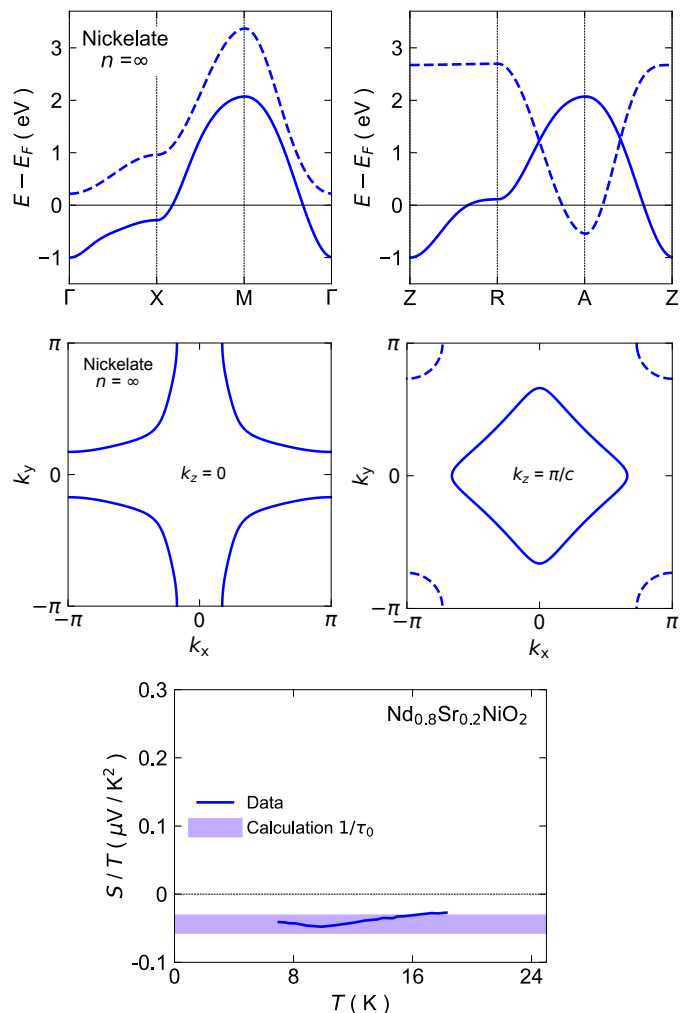 Nickelate
n = ∞
E − E_F ( eV )
3
2
1
0
−1
Γ
X
M
Γ
E − E_F ( eV )
3
2
1
0
−1
Z
R
A
Z
Nickelate
n = ∞
k_z = 0
k_y
π
0
−π
−π
0
π
k_x
k_z = π/c
k_y
π
0
−π
−π
0
π
k_x
Nd₀.₈Sr₀.₂NiO₂
Data
Calculation 1/τ₀
S / T ( μV / K² )
0.3
0.2
0.1
0
-0.1
0
8
16
24
T ( K )